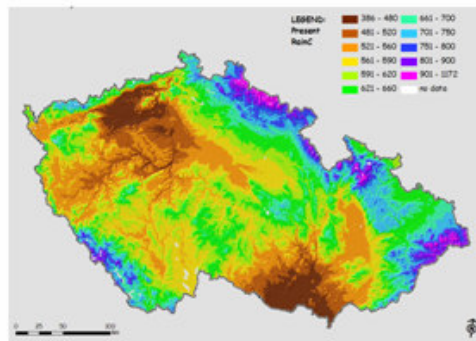 LEGEND:
Present
RainC
386 - 480
481 - 520
521 - 560
561 - 590
591 - 620
621 - 660
661 - 700
701 - 750
751 - 800
801 - 900
901 - 1172
no data
0 25 50 100